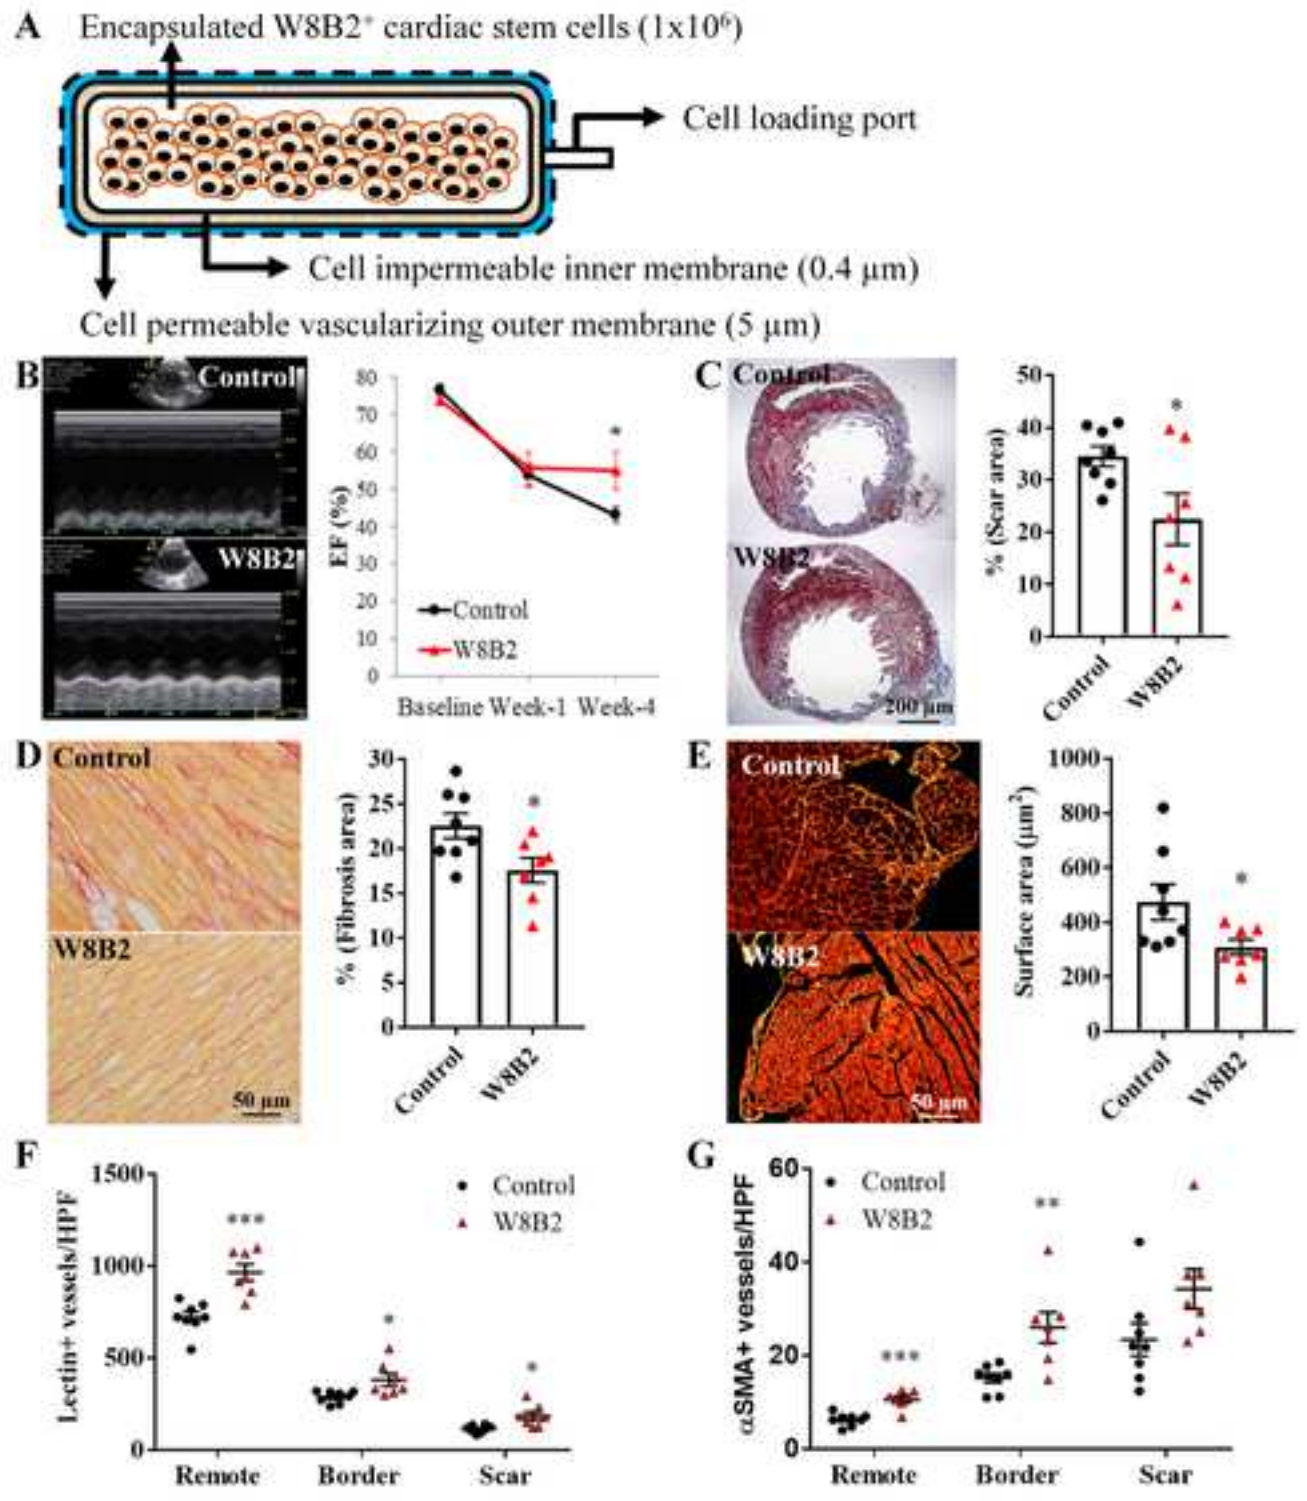 A
Encapsulated W8B2⁺ cardiac stem cells (1x10⁶)
Cell loading port
Cell impermeable inner membrane (0.4 μm)
Cell permeable vascularizing outer membrane (5 μm)
B
Control
W8B2
EF (%)
80
70
60
50
40
30
20
10
0
*
Control
W8B2
Baseline Week-1 Week-4
C
Control
W8B2
200 μm
% (Scar area)
50
40
30
20
10
0
*
Control
W8B2
D
Control
W8B2
50 μm
% (Fibrosis area)
30
25
20
15
10
5
0
*
Control
W8B2
E
Control
W8B2
50 μm
Surface area (μm²)
1000
800
600
400
200
0
*
Control
W8B2
F
Lectin+ vessels/HPF
1500
1000
500
0
***
*
*
Control
W8B2
Remote Border Scar
G
αSMA+ vessels/HPF
60
40
20
0
Control
W8B2
***
**
Remote Border Scar